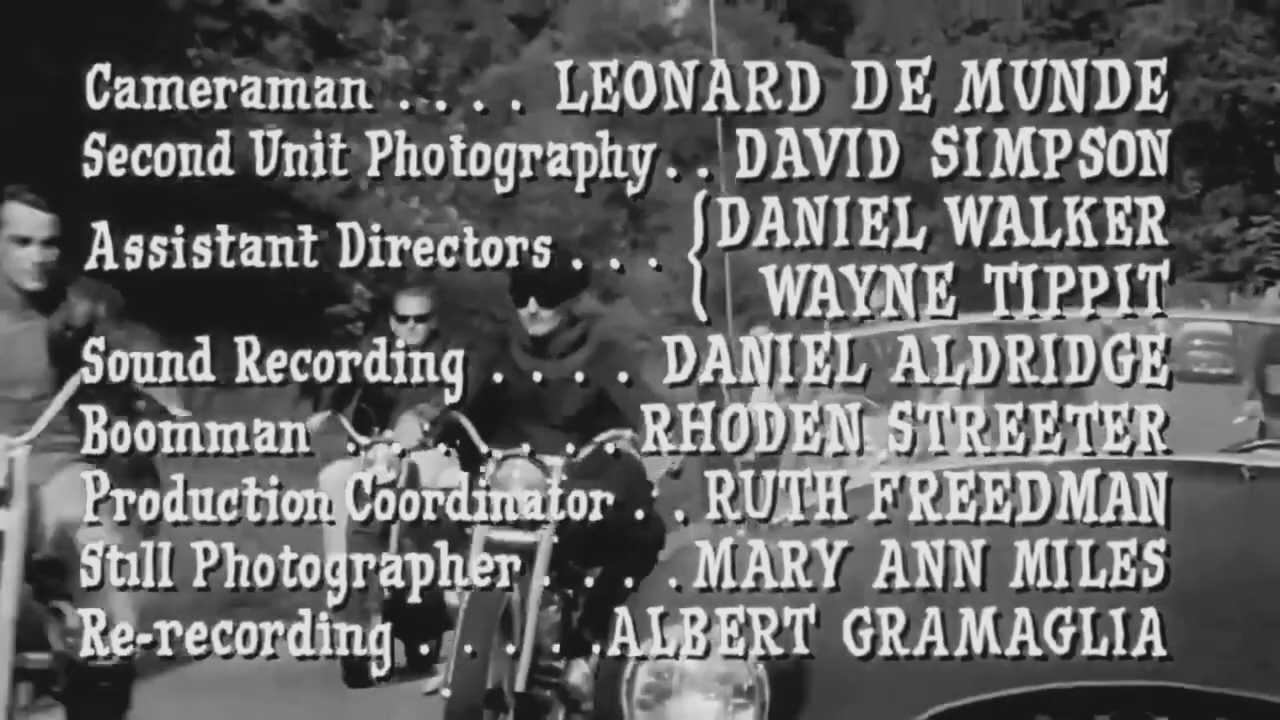 Cameraman . . . . LEONARD DE MUNDE
Second Unit Photography . . DAVID SIMPSON
Assistant Directors . . . { DANIEL WALKER
WAYNE TIPPIT
Sound Recording . . . . DANIEL ALDRIDGE
Boomman . . . . . . . RHODEN STREETER
Production Coordinator . . RUTH FREEDMAN
Still Photographer . . . . MARY ANN MILES
Re-recording . . . . . ALBERT GRAMAGLIA